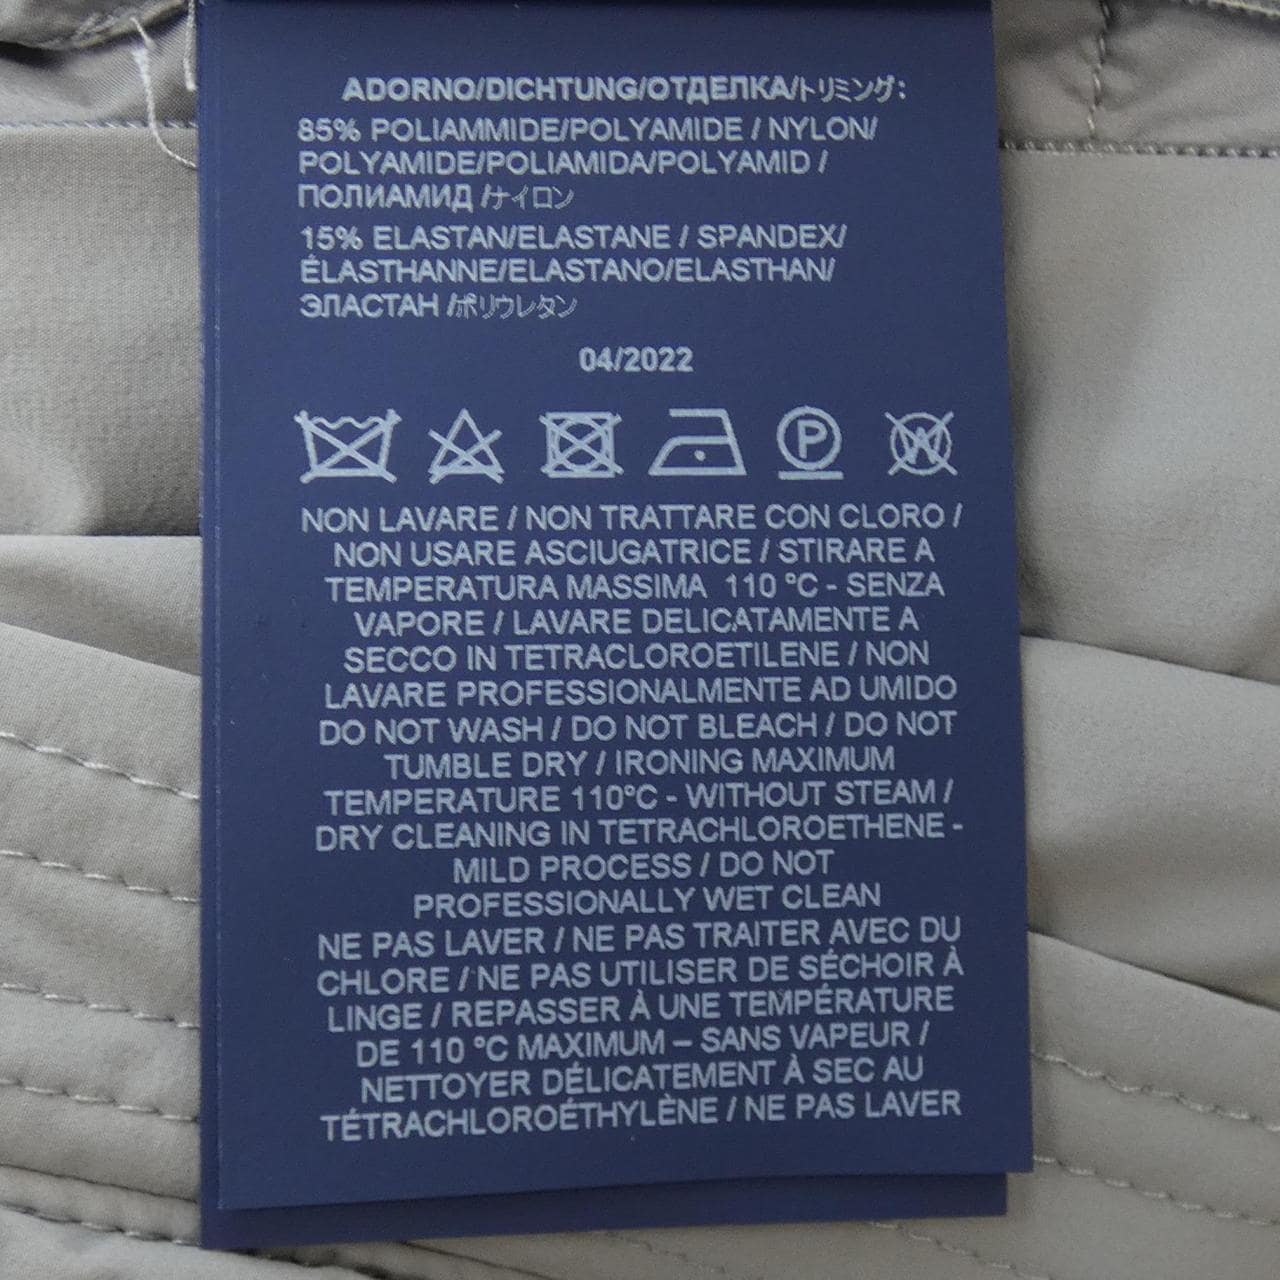 ADORNO/DICHTUNG/ОТДЕЛКА/トリミング:
85% POLIAMMIDE/POLYAMIDE / NYLON/
POLYAMIDE/POLIAMIDA/POLYAMID /
ПОЛИАМИД /ナイロン
15% ELASTAN/ELASTANE / SPANDEX/
ÉLASTHANNE/ELASTANO/ELASTHAN/
ЭЛАСТАН /ポリウレタン
04/2022
P W
NON LAVARE / NON TRATTARE CON CLORO /
NON USARE ASCIUGATRICE / STIRARE A
TEMPERATURA MASSIMA 110 °C - SENZA
VAPORE / LAVARE DELICATAMENTE A
SECCO IN TETRACLOROETILENE / NON
LAVARE PROFESSIONALMENTE AD UMIDO
DO NOT WASH / DO NOT BLEACH / DO NOT
TUMBLE DRY / IRONING MAXIMUM
TEMPERATURE 110°C - WITHOUT STEAM /
DRY CLEANING IN TETRACHLOROETHENE -
MILD PROCESS / DO NOT
PROFESSIONALLY WET CLEAN
NE PAS LAVER / NE PAS TRAITER AVEC DU
CHLORE / NE PAS UTILISER DE SÉCHOIR À
LINGE / REPASSER À UNE TEMPÉRATURE
DE 110 °C MAXIMUM – SANS VAPEUR /
NETTOYER DÉLICATEMENT À SEC AU
TÉTRACHLOROÉTHYLÈNE / NE PAS LAVER